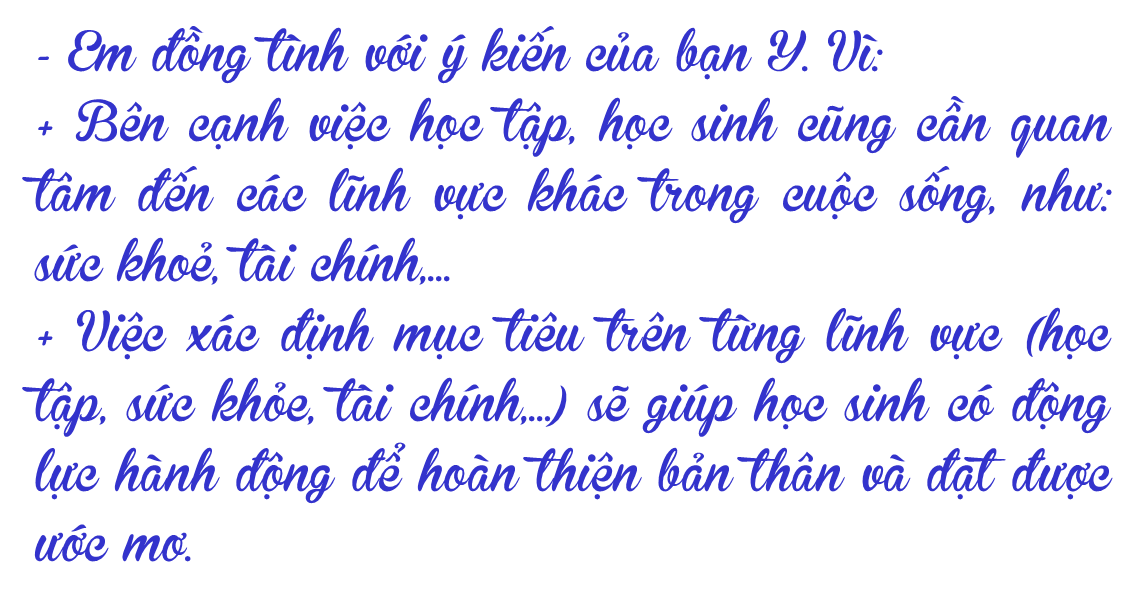 - Em đồng tình với ý kiến của bạn Y. Vì:
+ Bên cạnh việc học tập, học sinh cũng cần quan
tâm đến các lĩnh vực khác trong cuộc sống, như:
sức khoẻ, tài chính,...
+ Việc xác định mục tiêu trên từng lĩnh vực (học
tập, sức khỏe, tài chính,...) sẽ giúp học sinh có động
lực hành động để hoàn thiện bản thân và đạt được
ước mơ.